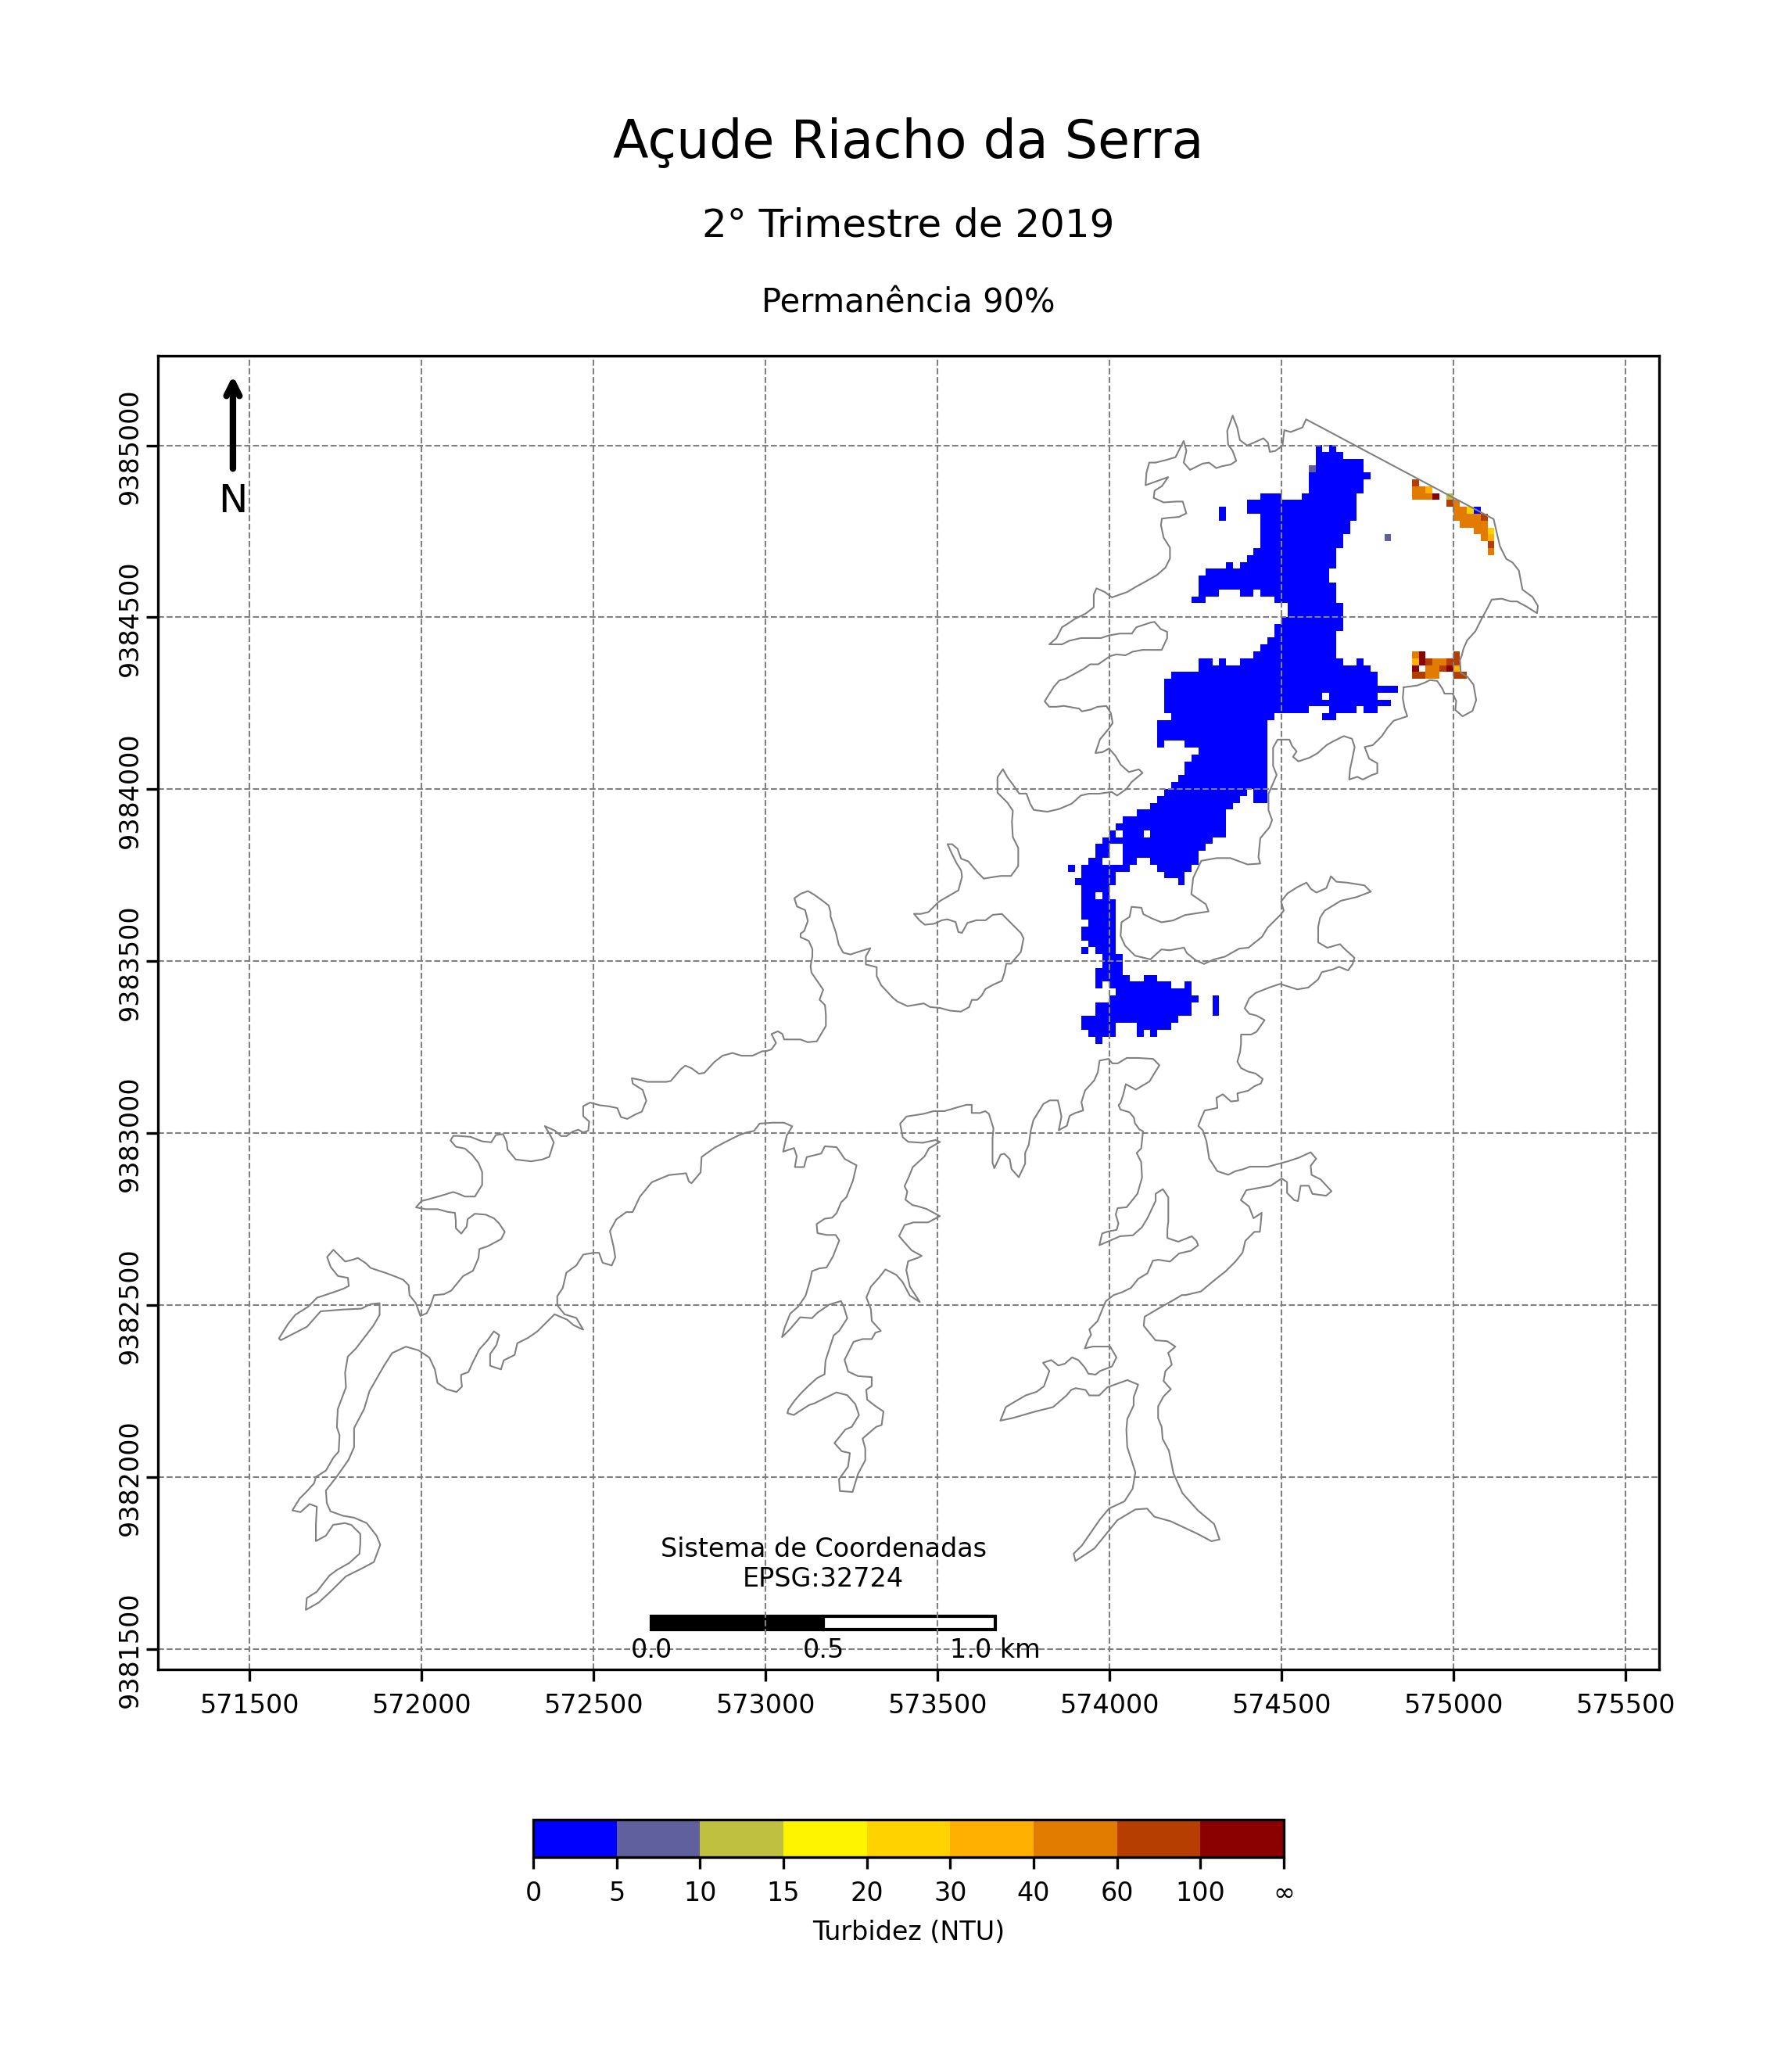 Açude Riacho da Serra
2° Trimestre de 2019
Permanência 90%
N
9385000
9384500
9384000
9383500
9383000
9382500
9382000
9381500
Sistema de Coordenadas
EPSG:32724
0.0 0.5 1.0 km
571500 572000 572500 573000 573500 574000 574500 575000 575500
0 5 10 15 20 30 40 60 100 ∞
Turbidez (NTU)